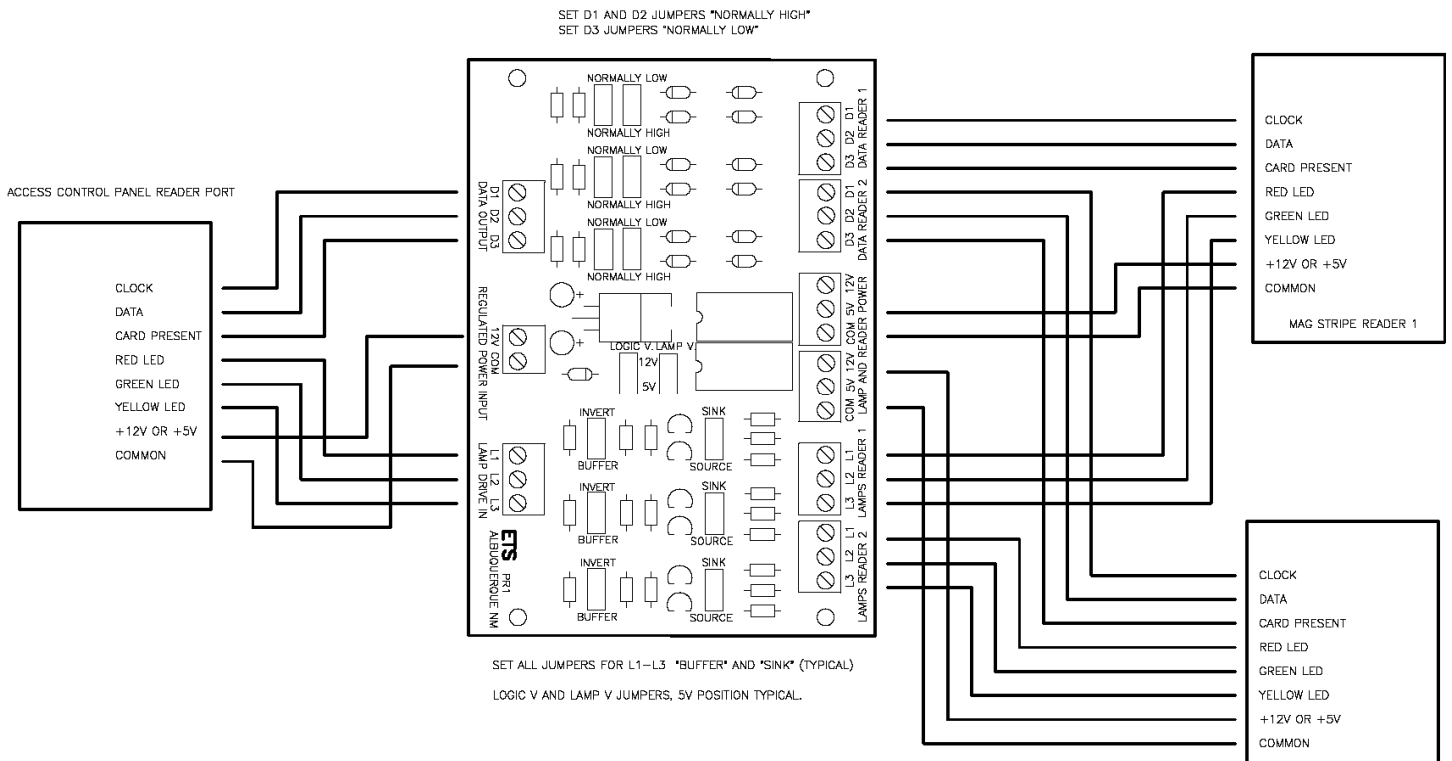 SET D1 AND D2 JUMPERS "NORMALLY HIGH"
SET D3 JUMPERS "NORMALLY LOW"
ACCESS CONTROL PANEL READER PORT
CLOCK
DATA
CARD PRESENT
RED LED
GREEN LED
YELLOW LED
+12V OR +5V
COMMON
NORMALLY LOW
NORMALLY HIGH
NORMALLY LOW
NORMALLY HIGH
NORMALLY LOW
NORMALLY HIGH
D1
D2
D3
DATA OUTPUT
12V COM
REGULATED POWER INPUT
L1
L2
L3
LAMP DRIVE IN
ETS
PR1
ALBUQUERQUE NM
+
+
LOGIC V. LAMP V.
12V
5V
INVERT
BUFFER
SINK
SOURCE
INVERT
BUFFER
SINK
SOURCE
INVERT
BUFFER
SINK
SOURCE
D1
D2
D3
DATA READER 1
D1
D2
D3
DATA READER 2
COM 5V 12V
COM 5V 12V
LAMP AND READER POWER
L1
L2
L3
LAMPS READER 1
L1
L2
L3
LAMPS READER 2
CLOCK
DATA
CARD PRESENT
RED LED
GREEN LED
YELLOW LED
+12V OR +5V
COMMON
MAG STRIPE READER 1
CLOCK
DATA
CARD PRESENT
RED LED
GREEN LED
YELLOW LED
+12V OR +5V
COMMON
SET ALL JUMPERS FOR L1-L3 "BUFFER" AND "SINK" (TYPICAL)
LOGIC V AND LAMP V JUMPERS, 5V POSITION TYPICAL.